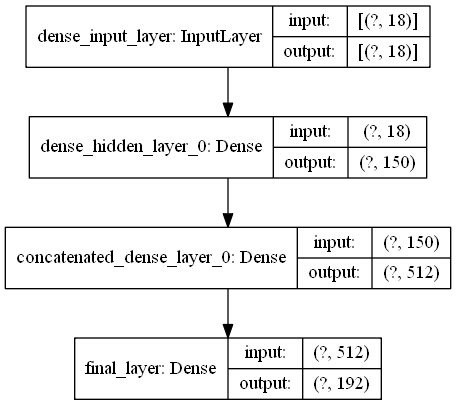 dense_input_layer: InputLayer
input: [(?, 18)]
output: [(?, 18)]
dense_hidden_layer_0: Dense
input: (?, 18)
output: (?, 150)
concatenated_dense_layer_0: Dense
input: (?, 150)
output: (?, 512)
final_layer: Dense
input: (?, 512)
output: (?, 192)